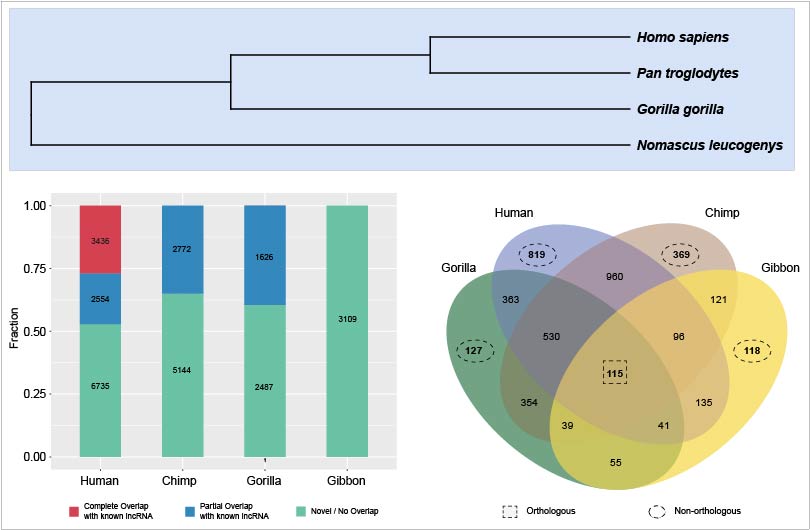 Homo sapiens
Pan troglodytes
Gorilla gorilla
Nomascus leucogenys
1.00
0.75
0.50
0.25
0.00
Fraction
3436
2554
6735
2772
5144
1626
2487
3109
Human
Chimp
Gorilla
Gibbon
Complete Overlap
with known lncRNA
Partial Overlap
with known lncRNA
Novel / No Overlap
Human
Chimp
Gorilla
Gibbon
819
369
960
363
121
530
96
127
118
115
354
135
39
41
55
Orthologous
Non-orthologous